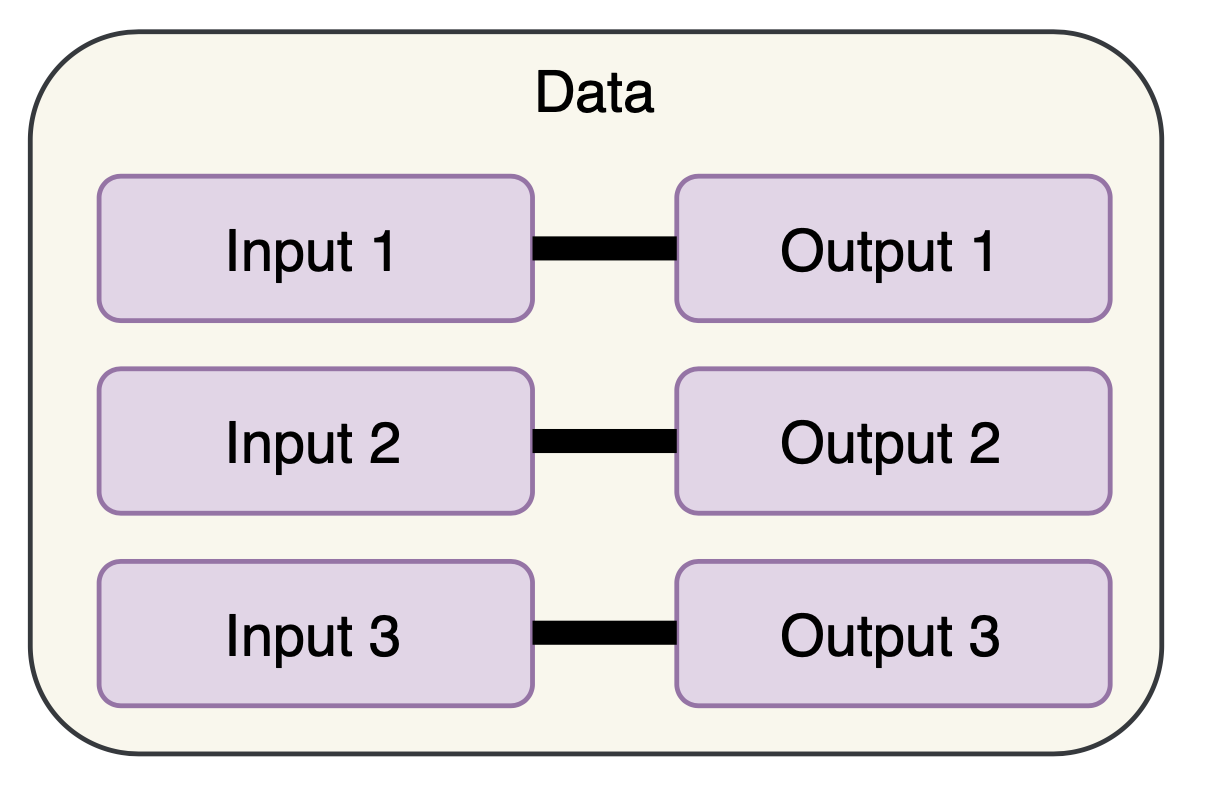 Data
Input 1
Output 1
Input 2
Output 2
Input 3
Output 3